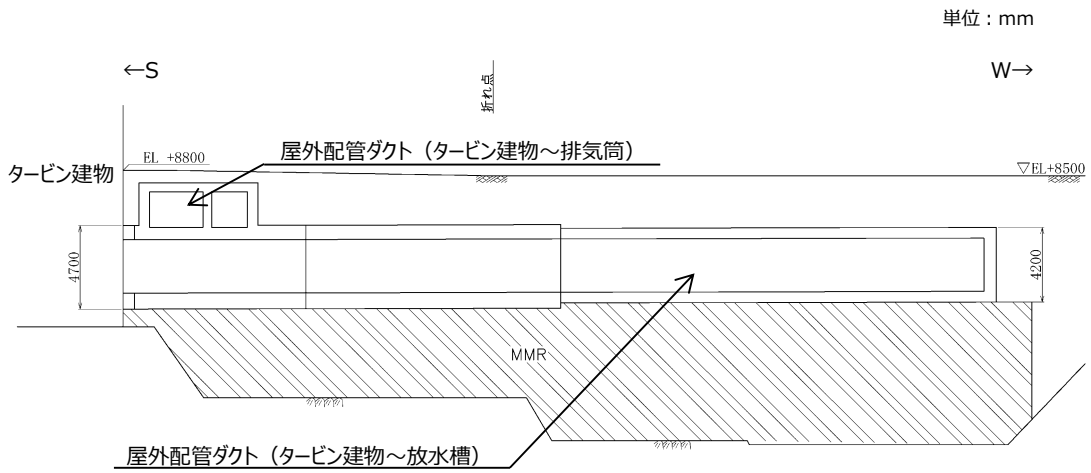 単位：mm
←S
折れ点
W→
EL +8800
屋外配管ダクト（タービン建物～排気筒）
タービン建物
▽EL+8500
4700
4200
MMR
屋外配管ダクト（タービン建物～放水槽）